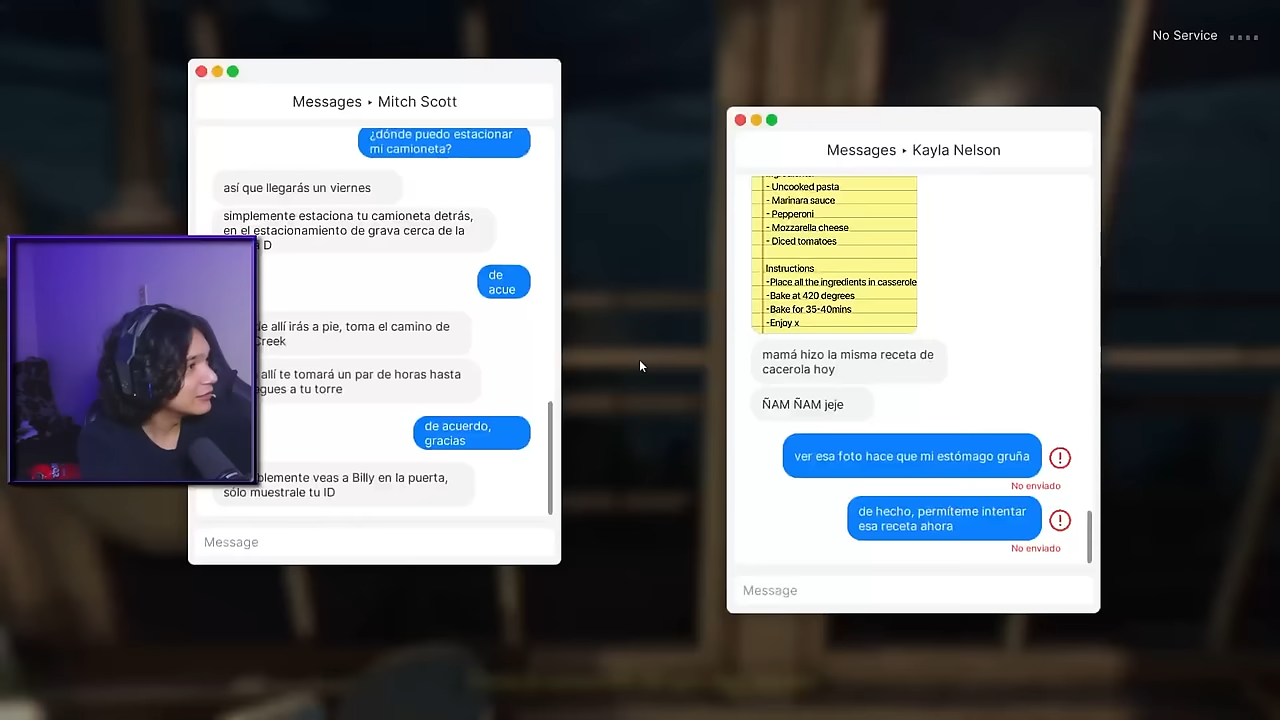 No Service
Messages ▸ Mitch Scott
¿dónde puedo estacionar
mi camioneta?
así que llegarás un viernes
simplemente estaciona tu camioneta detrás,
en el estacionamiento de grava cerca de la
D
de
acue
allí irás a pie, toma el camino de
Creek
allí te tomará un par de horas hasta
a tu torre
de acuerdo,
gracias
veas a Billy en la puerta,
sólo muestrale tu ID
Message
Messages ▸ Kayla Nelson
- Uncooked pasta
- Marinara sauce
- Pepperoni
- Mozzarella cheese
- Diced tomatoes
Instructions
-Place all the ingredients in casserole
-Bake at 420 degrees
-Bake for 35-40mins
-Enjoy x
mamá hizo la misma receta de
cacerola hoy
ÑAM ÑAM jeje
ver esa foto hace que mi estómago gruña
No enviado
de hecho, permíteme intentar
esa receta ahora
No enviado
Message